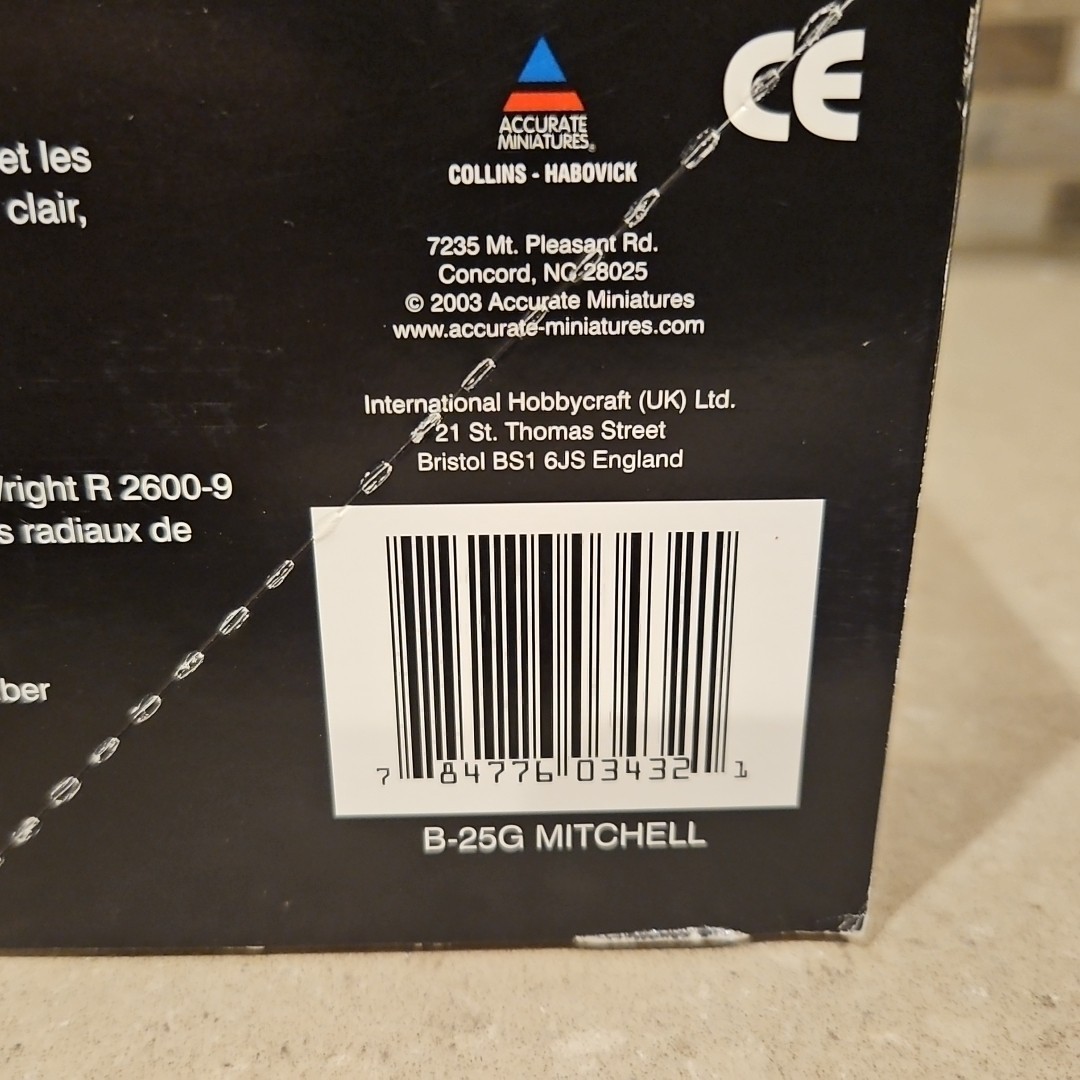 et les
clair,
right R 2600-9
s radiaux de
ber
CE
ACCURATE
MINIATURES®
COLLINS - HABOVICK
7235 Mt. Pleasant Rd.
Concord, NC 28025
© 2003 Accurate Miniatures
www.accurate-miniatures.com
International Hobbycraft (UK) Ltd.
21 St. Thomas Street
Bristol BS1 6JS England
7 84776 03432 1
B-25G MITCHELL